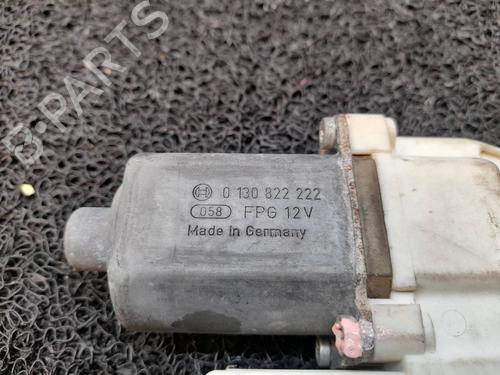 B-PARTS
0 130 822 222
058 FPG 12V
Made in Germany